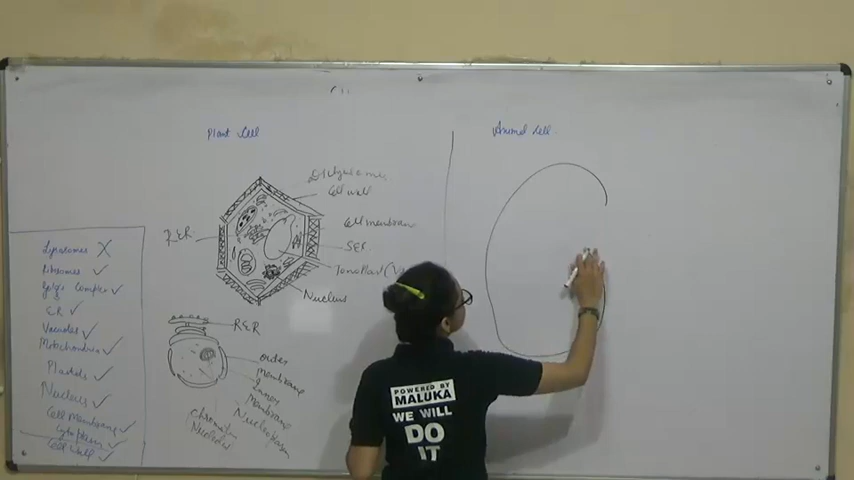 Plant Cell
Animal Cell
Cell wall
Cell membrane
RER
SER
Nucleus
RER
Lysosomes X
Ribosomes ✓
Golgi Complex ✓
ER ✓
Vacuoles ✓
Mitochondria ✓
Plastids ✓
Nucleus ✓
Cell Membrane ✓
Cytoplasm ✓
Cell Wall ✓
outer
membrane
Inner
Membrane
Nucleoplasm
chromatin
Nucleolus
POWERED BY
MALUKA
WE WILL
DO
IT